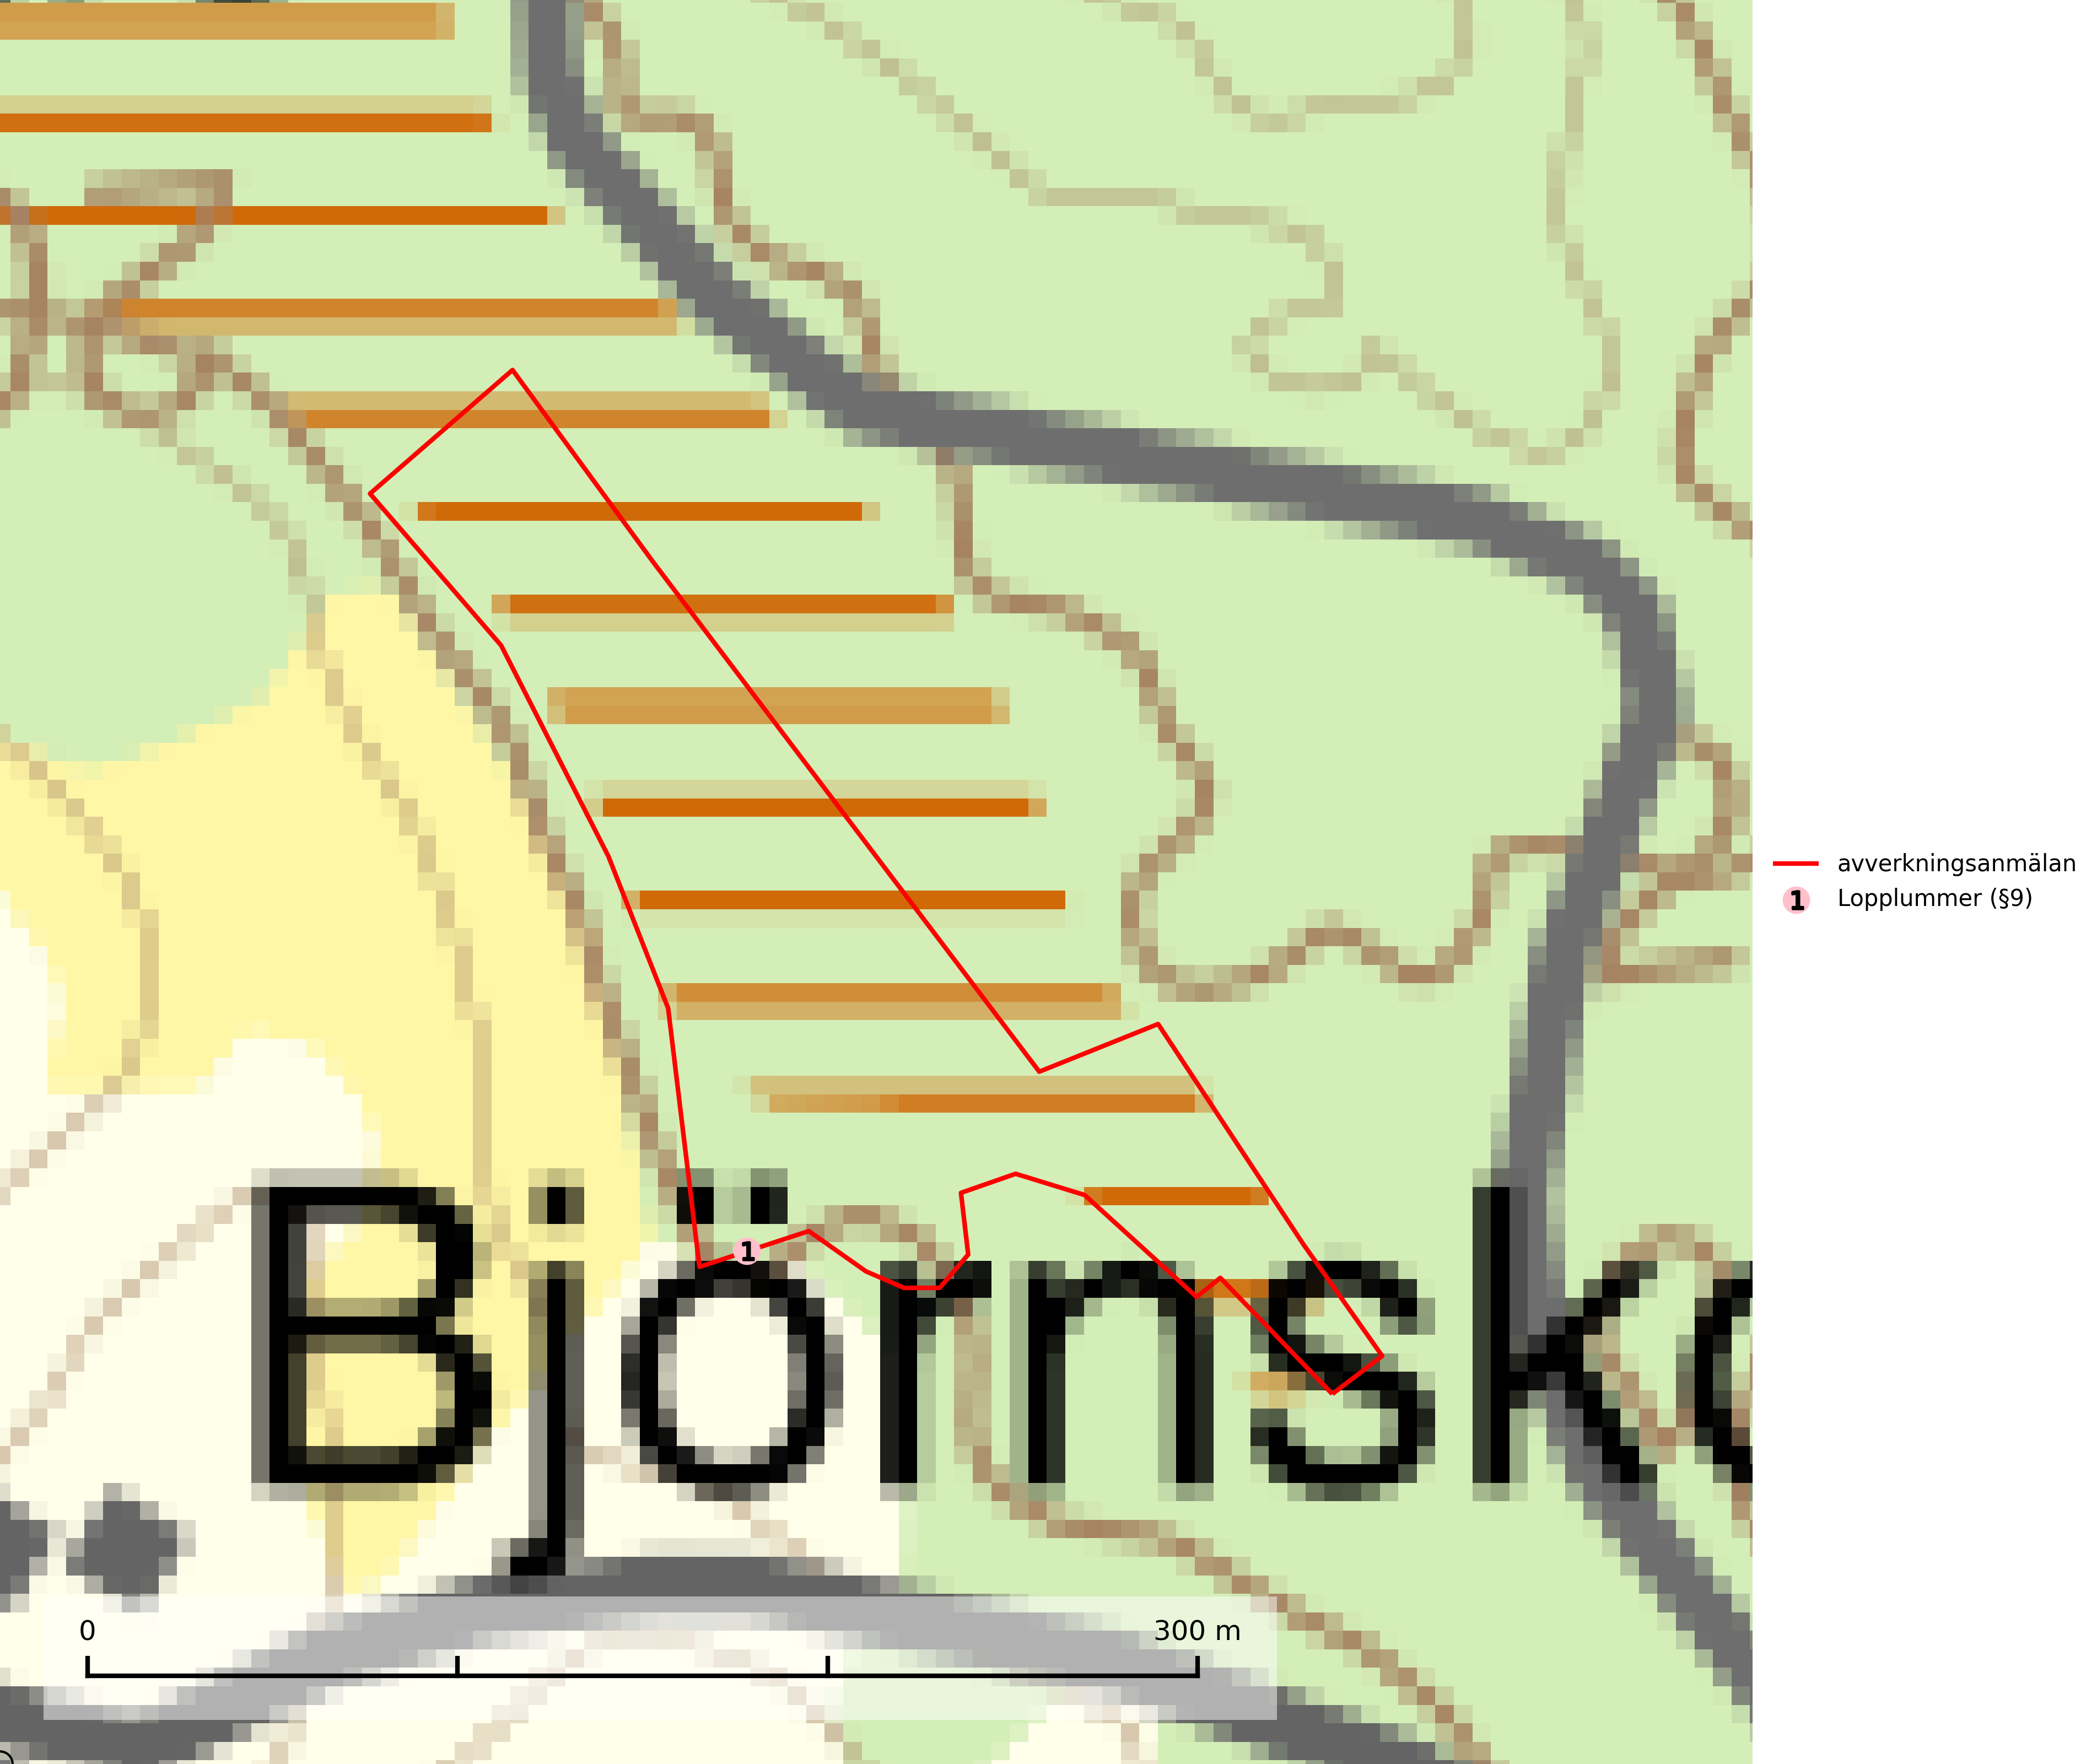 avverkningsanmälan
1 Lopplummer (§9)
1
Björnsk
0 300 m